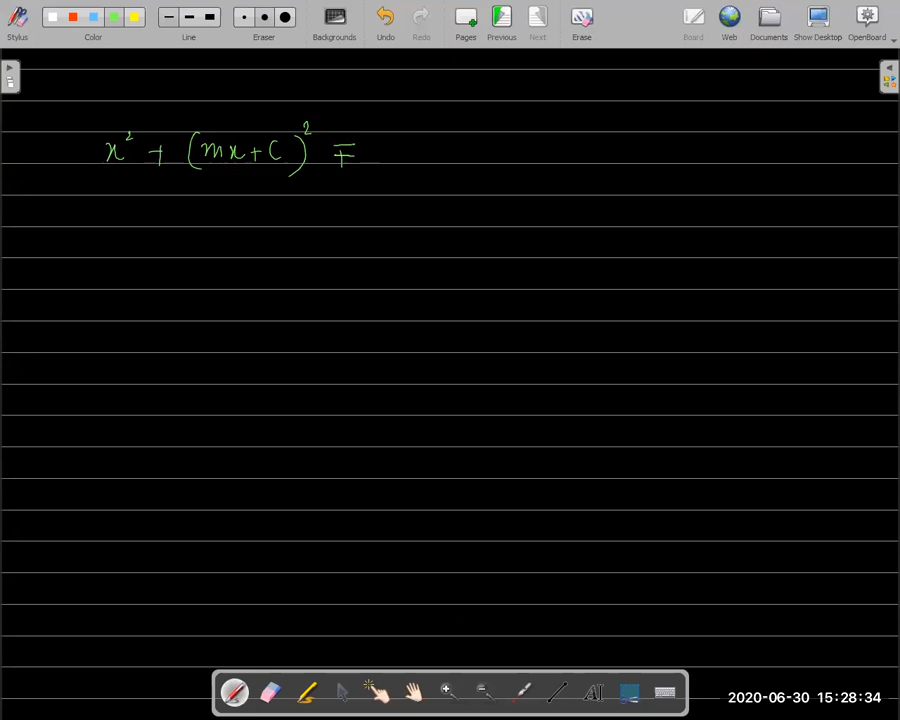 Stylus Color Line Eraser Backgrounds Undo Redo Pages Previous Next Erase Board Web Documents Show Desktop OpenBoard
x² + (mx+c)² ∓
2020-06-30 15:28:34